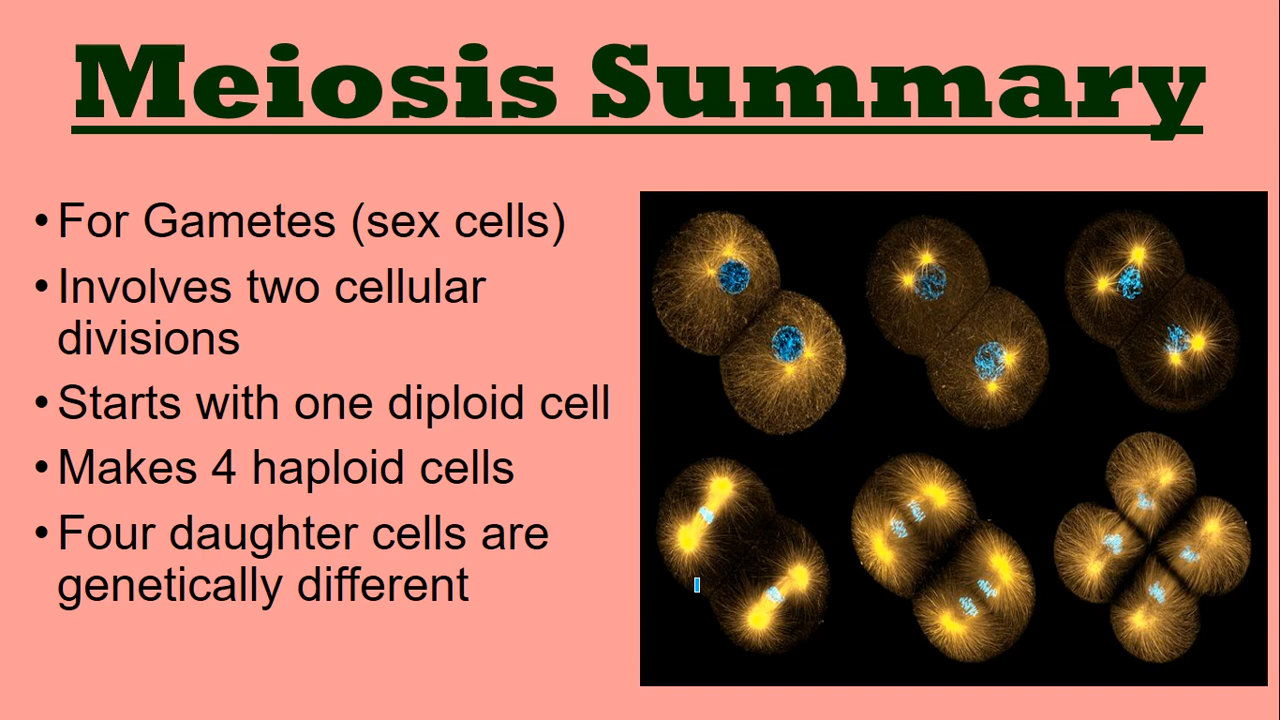 Meiosis Summary
• For Gametes (sex cells)
• Involves two cellular
divisions
• Starts with one diploid cell
• Makes 4 haploid cells
• Four daughter cells are
genetically different